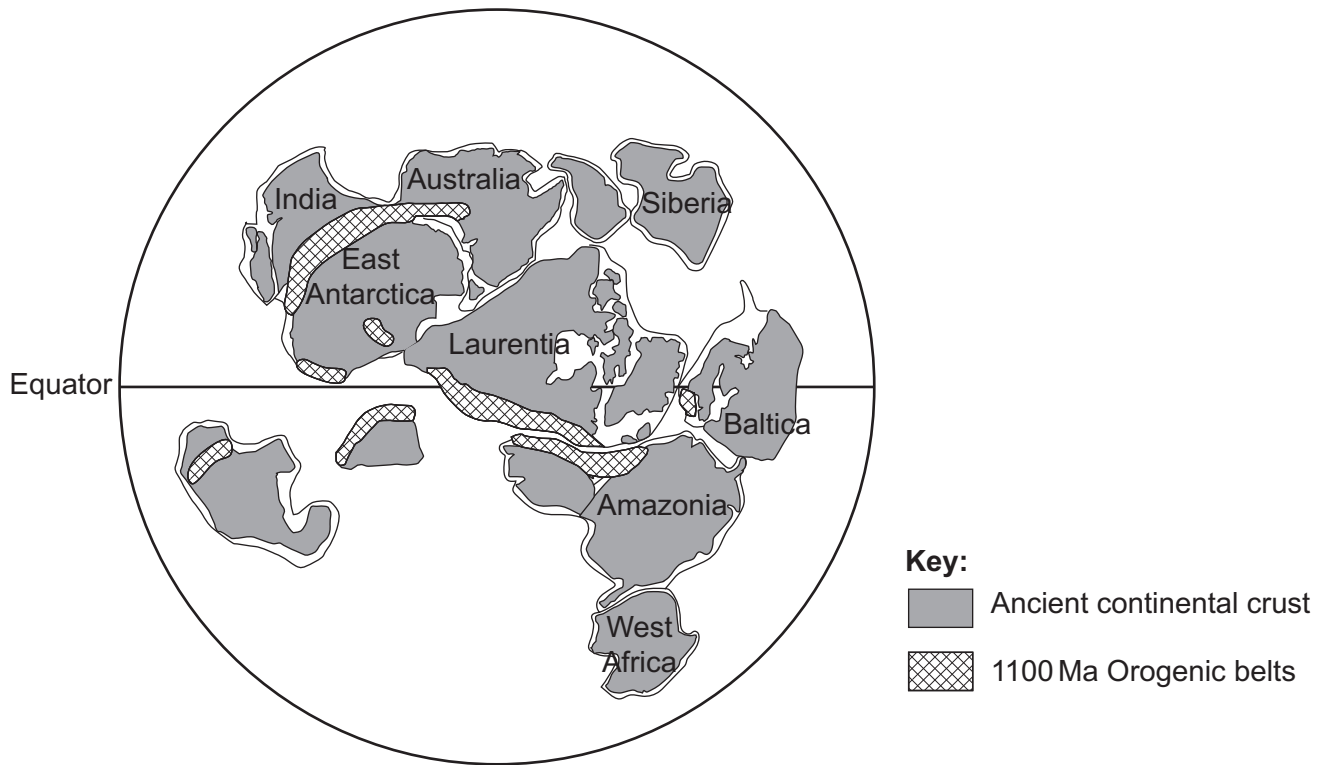 Australia
India
Siberia
East
Antarctica
Laurentia
Equator
Baltica
Amazonia
West
Africa
Key:
Ancient continental crust
1100 Ma Orogenic belts